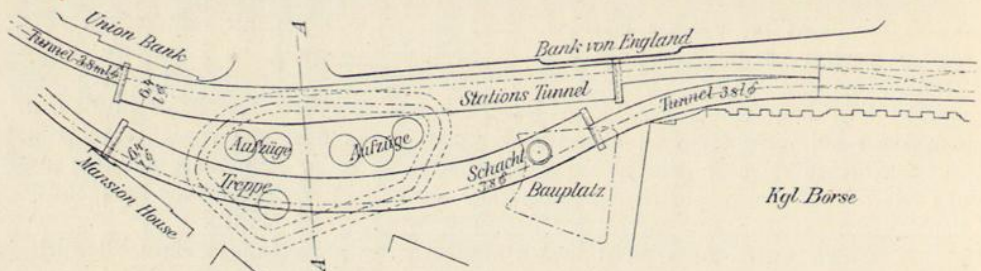 A
Union Bank
Tunnel 3.8 m l. ϕ
Bank von England
Stations Tunnel
Tunnel 3.8 l ϕ
Aufzüge
Aufzüge
Schacht
Treppe
Bauplatz
Mansion House
Kgl. Börse
A